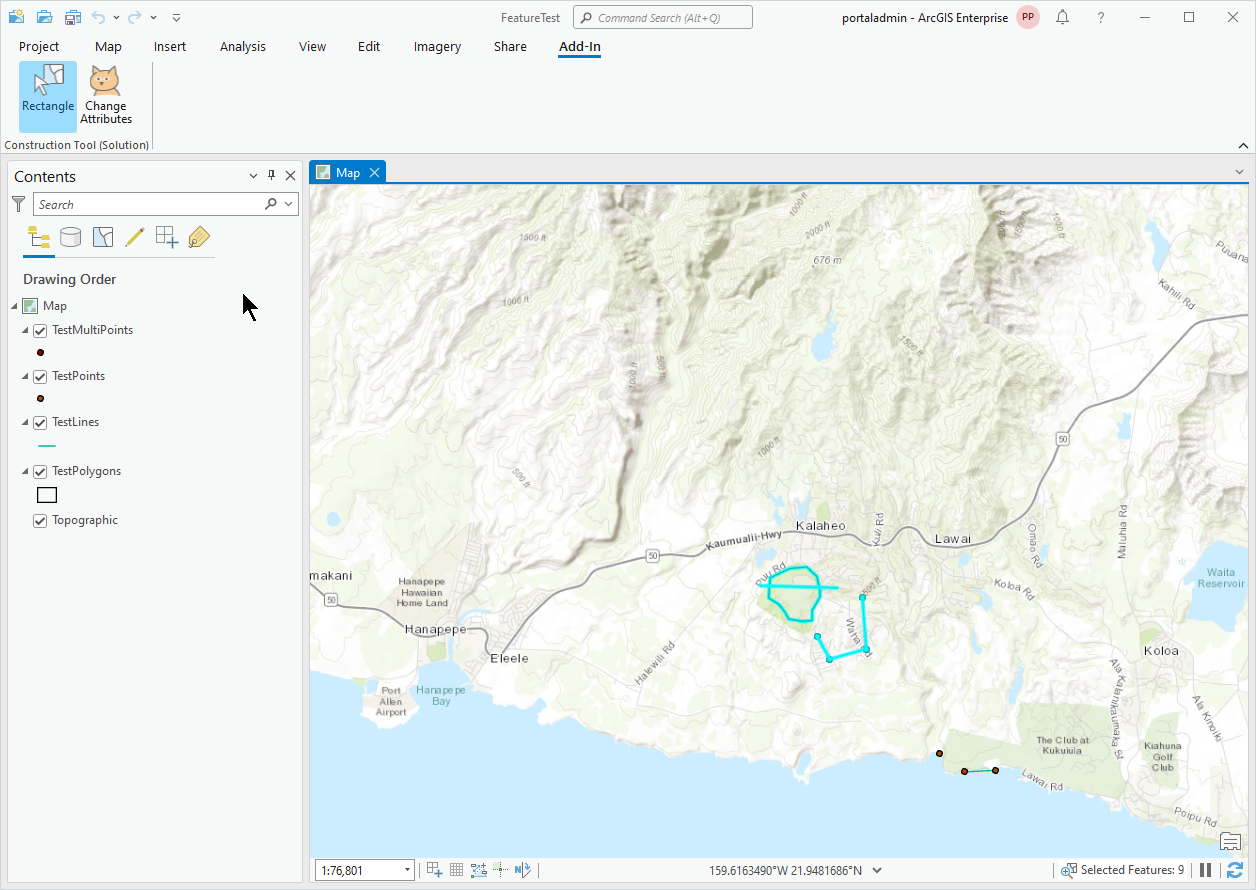 FeatureTest
Command Search (Alt+Q)
portaladmin - ArcGIS Enterprise
PP
?
Project
Map
Insert
Analysis
View
Edit
Imagery
Share
Add-In
Rectangle
Change
Attributes
Construction Tool (Solution)
Contents
Search
Drawing Order
Map
TestMultiPoints
TestPoints
TestLines
TestPolygons
Topographic
Map
1000 ft
2000 ft
1500 ft
1500 ft
1000 ft
676 m
Puuana
Kahili Rd
1000 ft
1000 ft
500 ft
1500 ft
50
1000 ft
500 ft
Kalaheo
Kaumualii-Hwy
Kuli Rd
Lawai
Omao Rd
Maluhia Rd
50
Puu Rd
500 ft
Koloa Rd
Waita
Reservoir
makani
50
Hanapepe
Hawaiian
Home Land
Hanapepe
Eleele
Halewili Rd
Koloa
Port
Allen
Airport
Hanapepe
Bay
Ala Kalanikaumaka St
Ala Kinoiki
The Club at
Kukuiula
Kiahuna
Golf
Club
Lawai Rd
Poipu Rd
1:76,801
N
159.6163490°W 21.9481686°N
Selected Features: 9